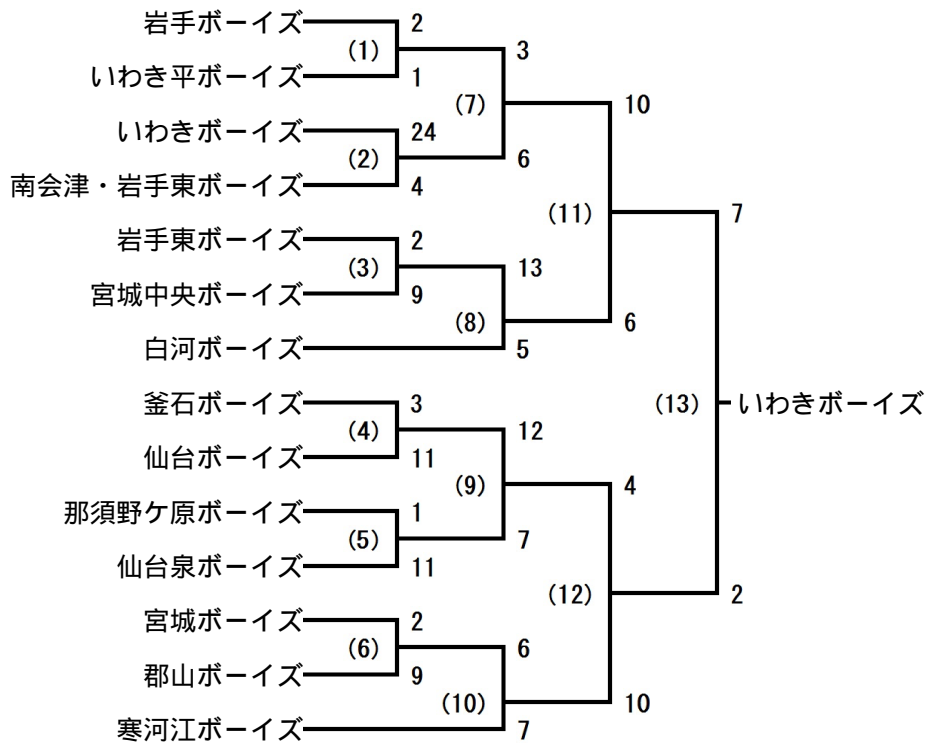 岩手ボーイズ 2
(1) 3
いわき平ボーイズ 1
(7) 10
いわきボーイズ 24
(2) 6
南会津・岩手東ボーイズ 4
(11) 7
岩手東ボーイズ 2
(3) 13
宮城中央ボーイズ 9
(8) 6
白河ボーイズ 5
釜石ボーイズ 3
(13) いわきボーイズ
(4) 12
仙台ボーイズ 11
(9) 4
那須野ケ原ボーイズ 1
(5) 7
仙台泉ボーイズ 11
(12) 2
宮城ボーイズ 2
(6) 6
郡山ボーイズ 9
(10) 10
寒河江ボーイズ 7